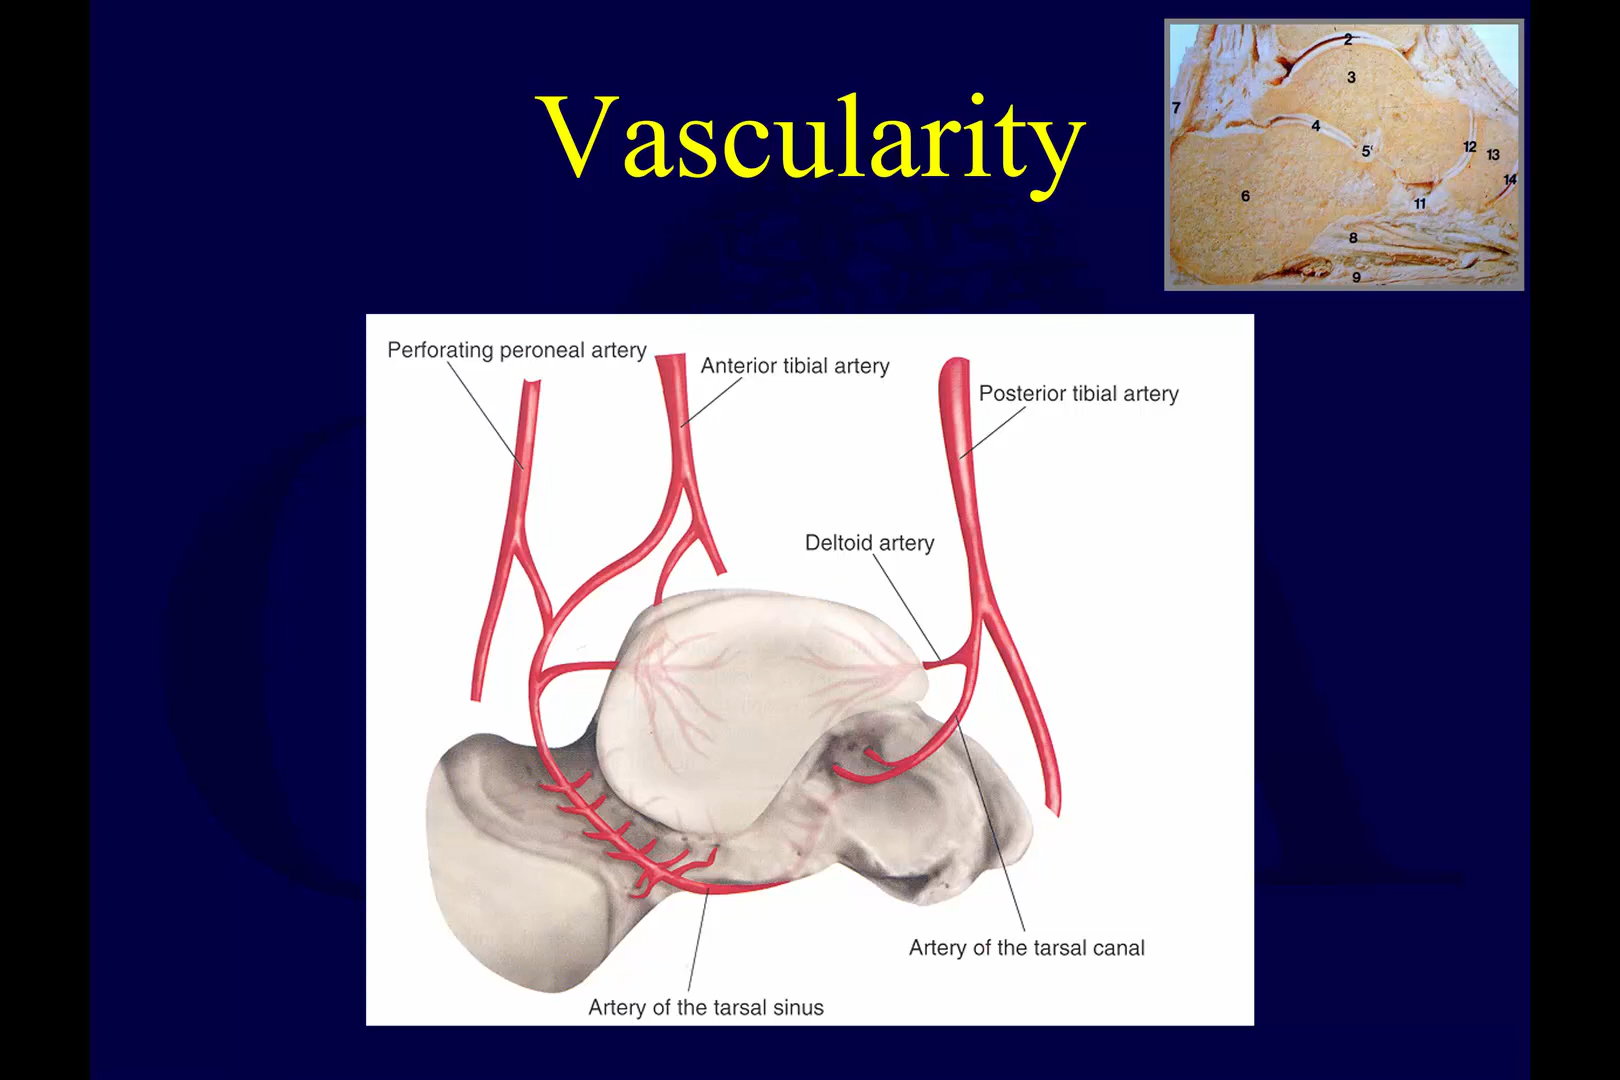 Vascularity
2
3
7
4
5
12
13
14
6
11
8
9
Perforating peroneal artery
Anterior tibial artery
Posterior tibial artery
Deltoid artery
Artery of the tarsal canal
Artery of the tarsal sinus